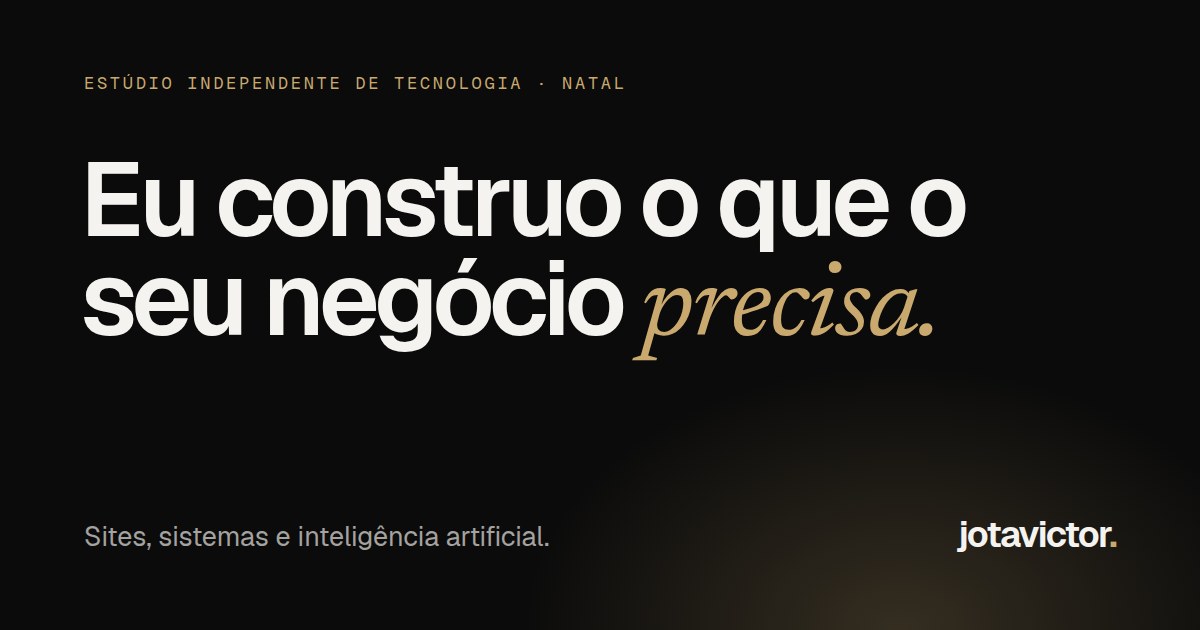 ESTÚDIO INDEPENDENTE DE TECNOLOGIA · NATAL
Eu construo o que o
seu negócio precisa.
Sites, sistemas e inteligência artificial.
jotavictor.